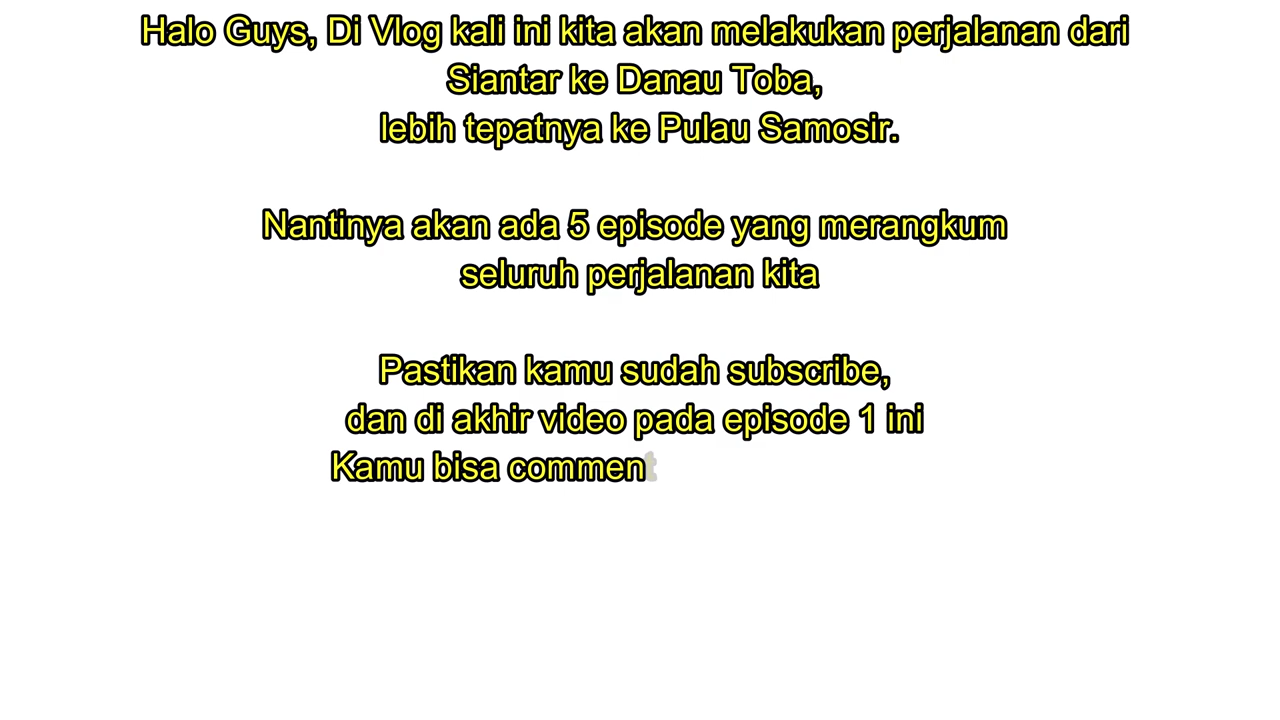 Halo Guys, Di Vlog kali ini kita akan melakukan perjalanan dari
Siantar ke Danau Toba,
lebih tepatnya ke Pulau Samosir.
Nantinya akan ada 5 episode yang merangkum
seluruh perjalanan kita
Pastikan kamu sudah subscribe,
dan di akhir video pada episode 1 ini
Kamu bisa comment